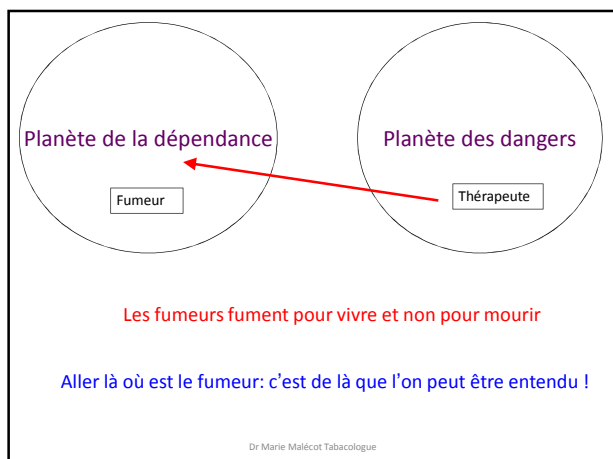 Planète de la dépendance
Planète des dangers
Fumeur
Thérapeute
Les fumeurs fument pour vivre et non pour mourir
Aller là où est le fumeur: c’est de là que l’on peut être entendu !
Dr Marie Malécot Tabacologue